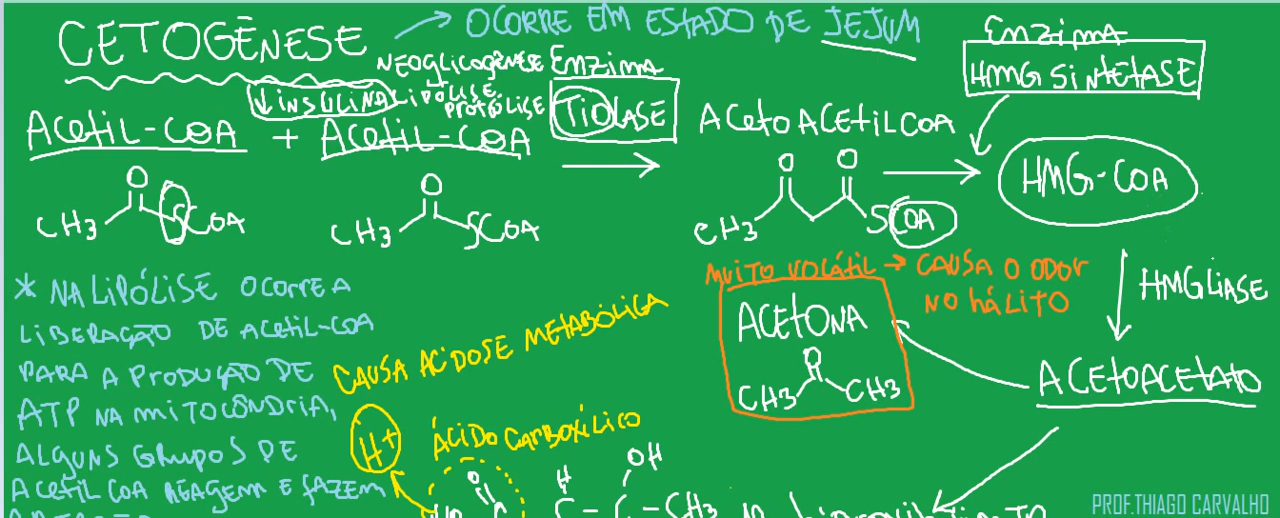 CETOGÊNESE → OCORRE EM ESTADO DE JEJUM
NEOGLICOGÊNESE
↓ INSULINA LIPÓLISE,
PROTÓLISE
ENZIMA
TIOLASE
ENZIMA
HMG SINTETASE
ACETIL-COA + ACETIL-COA
ACETOACETILCOA
HMG-COA
O
CH3 SCOA
O
CH3 SCOA
O O
CH3 SCOA
HMG LIASE
MUITO VOLÁTIL → CAUSA O ODOR
NO HÁLITO
ACETONA
O
CH3 CH3
ACETOACETATO
* NA LIPÓLISE OCORRE A
LIBERAÇÃO DE ACETIL-COA
PARA A PRODUÇÃO DE
ATP NA MITOCÔNDRIA,
ALGUNS GRUPOS DE
ACETIL COA REAGEM E FAZEM
CAUSA ACIDOSE METABÓLICA
H+
ÁCIDO CARBOXÍLICO
O
H OH
C - C - CH3
PROF.THIAGO CARVALHO